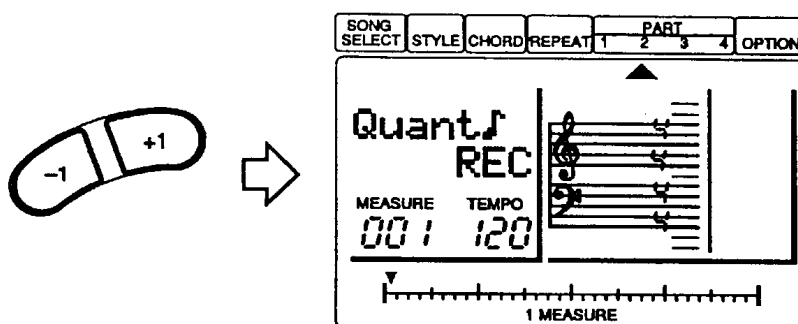 SONG SELECT STYLE CHORD REPEAT PART 1 2 3 4 OPTION
Quant♪
REC
-1 +1
MEASURE TEMPO
001 120
1 MEASURE